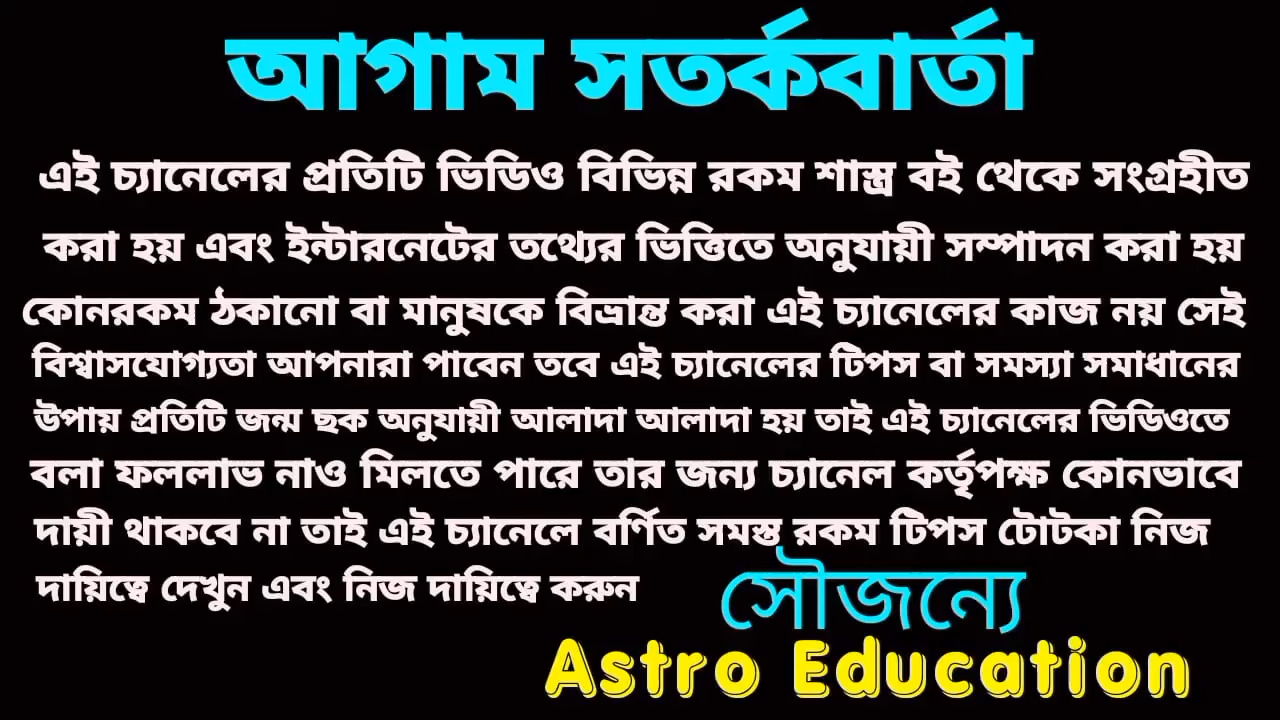 আগাম সতর্কবার্তা
এই চ্যানেলের প্রতিটি ভিডিও বিভিন্ন রকম শাস্ত্র বই থেকে সংগ্রহীত
করা হয় এবং ইন্টারনেটের তথ্যের ভিত্তিতে অনুযায়ী সম্পাদন করা হয়
কোনরকম ঠকানো বা মানুষকে বিভ্রান্ত করা এই চ্যানেলের কাজ নয় সেই
বিশ্বাসযোগ্যতা আপনারা পাবেন তবে এই চ্যানেলের টিপস বা সমস্যা সমাধানের
উপায় প্রতিটি জন্ম ছক অনুযায়ী আলাদা আলাদা হয় তাই এই চ্যানেলের ভিডিওতে
বলা ফললাভ নাও মিলতে পারে তার জন্য চ্যানেল কর্তৃপক্ষ কোনভাবে
দায়ী থাকবে না তাই এই চ্যানেলে বর্ণিত সমস্ত রকম টিপস টোটকা নিজ
দায়িত্বে দেখুন এবং নিজ দায়িত্বে করুন
সৌজন্যে
Astro Education